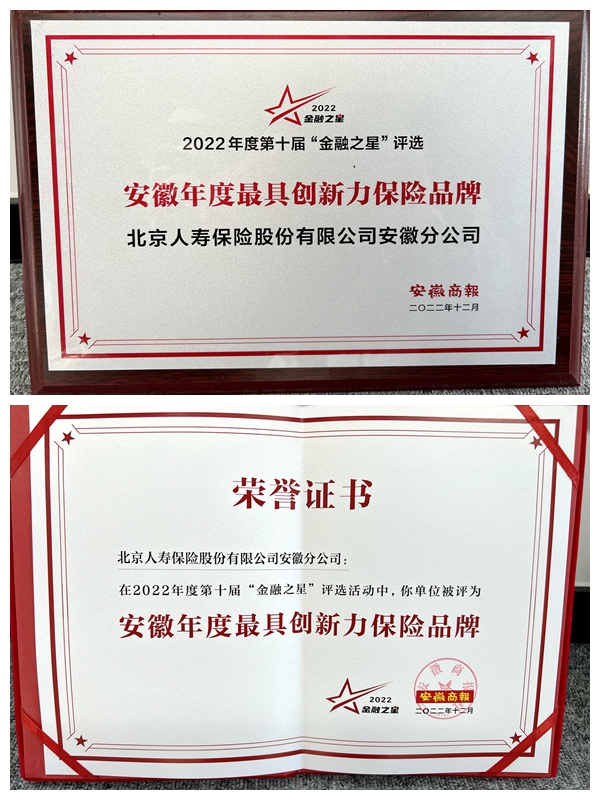 2022
金融之星
2022年度第十届“金融之星”评选
安徽年度最具创新力保险品牌
北京人寿保险股份有限公司安徽分公司
安徽商報
二〇二二年十二月
荣誉证书
北京人寿保险股份有限公司安徽分公司：
在2022年度第十届“金融之星”评选活动中，你单位被评为
安徽年度最具创新力保险品牌
2022
金融之星
安徽商報
二〇二二年十二月